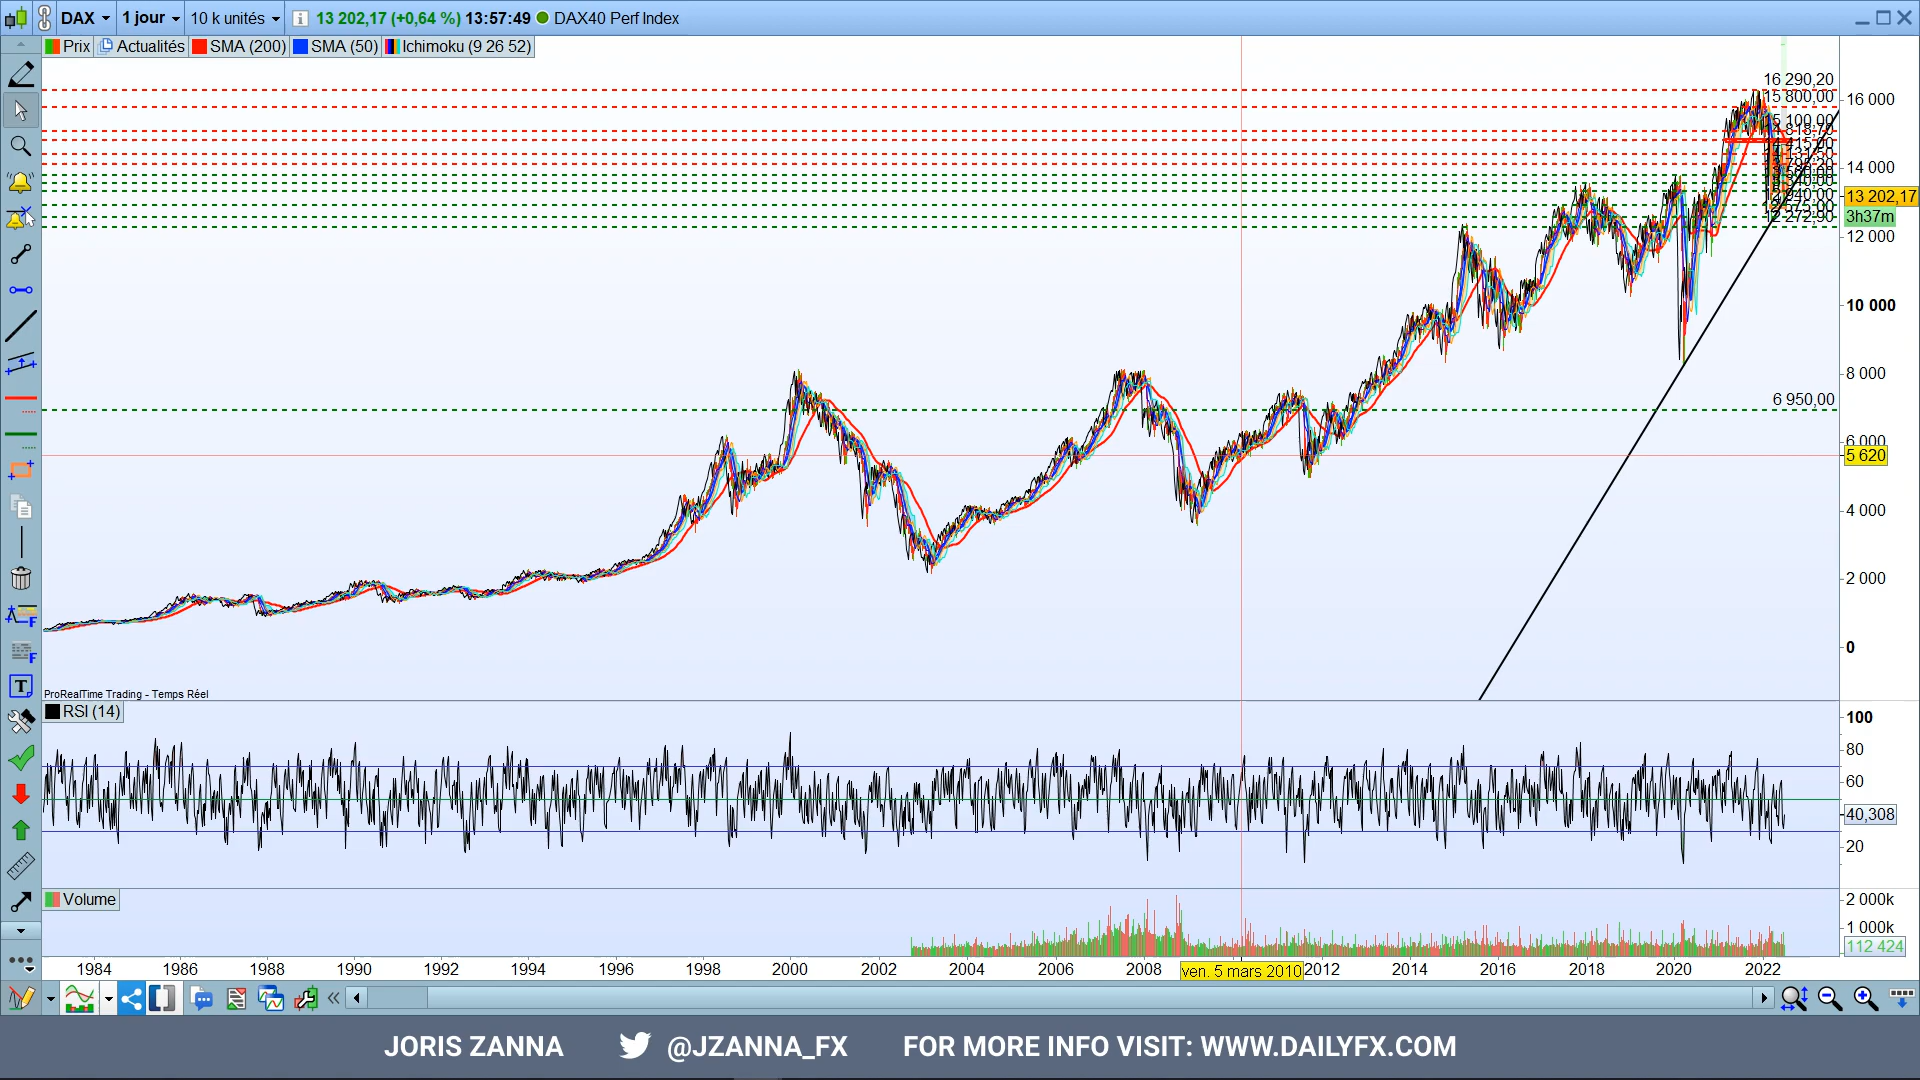 DAX 1 jour 10 k unités i 13 202,17 (+0,64 %) 13:57:49 DAX40 Perf Index
Prix Actualités SMA (200) SMA (50) Ichimoku (9 26 52)
16 290,20
15 800,00
15 100,00
12 272,90
6 950,00
16 000
14 000
13 202,17
3h37m
12 000
10 000
8 000
6 000
5 620
4 000
2 000
0
ProRealTime Trading - Temps Réel
RSI (14)
100
80
60
40,308
20
Volume
2 000k
1 000k
112 424
1984 1986 1988 1990 1992 1994 1996 1998 2000 2002 2004 2006 2008 ven. 5 mars 2010 2012 2014 2016 2018 2020 2022
JORIS ZANNA @JZANNA_FX FOR MORE INFO VISIT: WWW.DAILYFX.COM